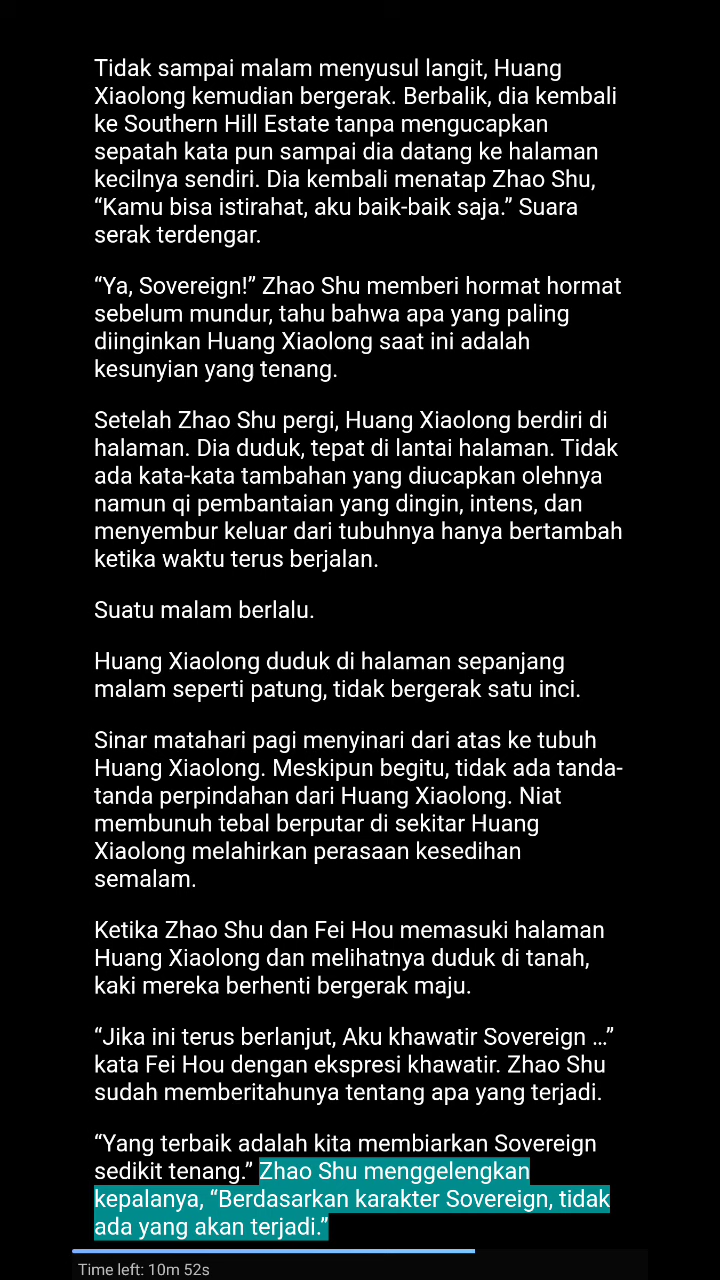 Tidak sampai malam menyusul langit, Huang
Xiaolong kemudian bergerak. Berbalik, dia kembali
ke Southern Hill Estate tanpa mengucapkan
sepatah kata pun sampai dia datang ke halaman
kecilnya sendiri. Dia kembali menatap Zhao Shu,
“Kamu bisa istirahat, aku baik-baik saja.” Suara
serak terdengar.
“Ya, Sovereign!” Zhao Shu memberi hormat hormat
sebelum mundur, tahu bahwa apa yang paling
diinginkan Huang Xiaolong saat ini adalah
kesunyian yang tenang.
Setelah Zhao Shu pergi, Huang Xiaolong berdiri di
halaman. Dia duduk, tepat di lantai halaman. Tidak
ada kata-kata tambahan yang diucapkan olehnya
namun qi pembantaian yang dingin, intens, dan
menyembur keluar dari tubuhnya hanya bertambah
ketika waktu terus berjalan.
Suatu malam berlalu.
Huang Xiaolong duduk di halaman sepanjang
malam seperti patung, tidak bergerak satu inci.
Sinar matahari pagi menyinari dari atas ke tubuh
Huang Xiaolong. Meskipun begitu, tidak ada tanda-
tanda perpindahan dari Huang Xiaolong. Niat
membunuh tebal berputar di sekitar Huang
Xiaolong melahirkan perasaan kesedihan
semalam.
Ketika Zhao Shu dan Fei Hou memasuki halaman
Huang Xiaolong dan melihatnya duduk di tanah,
kaki mereka berhenti bergerak maju.
“Jika ini terus berlanjut, Aku khawatir Sovereign …”
kata Fei Hou dengan ekspresi khawatir. Zhao Shu
sudah memberitahunya tentang apa yang terjadi.
“Yang terbaik adalah kita membiarkan Sovereign
sedikit tenang.” Zhao Shu menggelengkan
kepalanya, “Berdasarkan karakter Sovereign, tidak
ada yang akan terjadi.”
Time left: 10m 52s